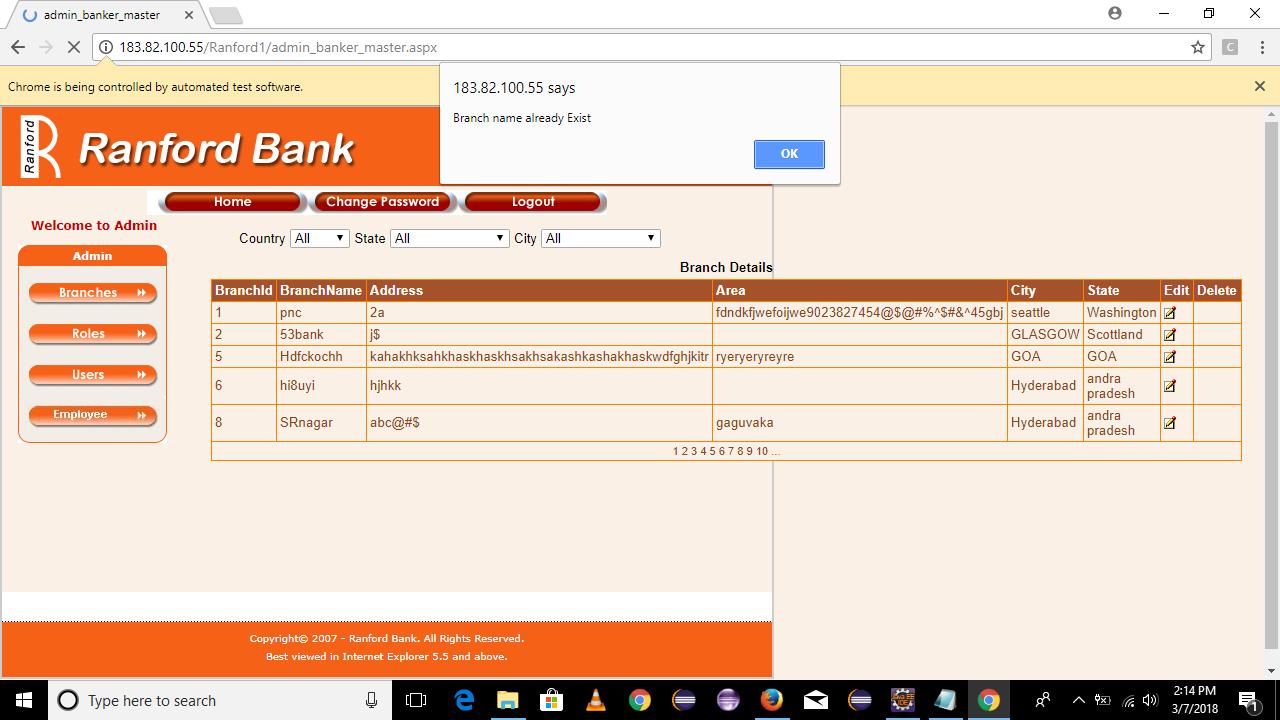 admin_banker_master
183.82.100.55/Ranford1/admin_banker_master.aspx
C
Chrome is being controlled by automated test software.
183.82.100.55 says
Branch name already Exist
OK
Ranford
Ranford Bank
Home Change Password Logout
Welcome to Admin
Country All State All City All
Admin
Branches
Roles
Users
Employee
Branch Details
BranchId BranchName Address Area City State Edit Delete
1 pnc 2a fdndkfjwefoijwe9023827454@$@#%^$#&^45gbj seattle Washington
2 53bank j$ GLASGOW Scottland
5 Hdfckochh kahakhksahkhaskhaskhsakhsakashkashakhaskwdfghjkitr ryeryeryreyre GOA GOA
6 hi8uyi hjhkk Hyderabad andra pradesh
8 SRnagar abc@#$ gaguvaka Hyderabad andra pradesh
1 2 3 4 5 6 7 8 9 10 ...
Copyright© 2007 - Ranford Bank. All Rights Reserved.
Best viewed in Internet Explorer 5.5 and above.
Type here to search
2:14 PM
3/7/2018
1